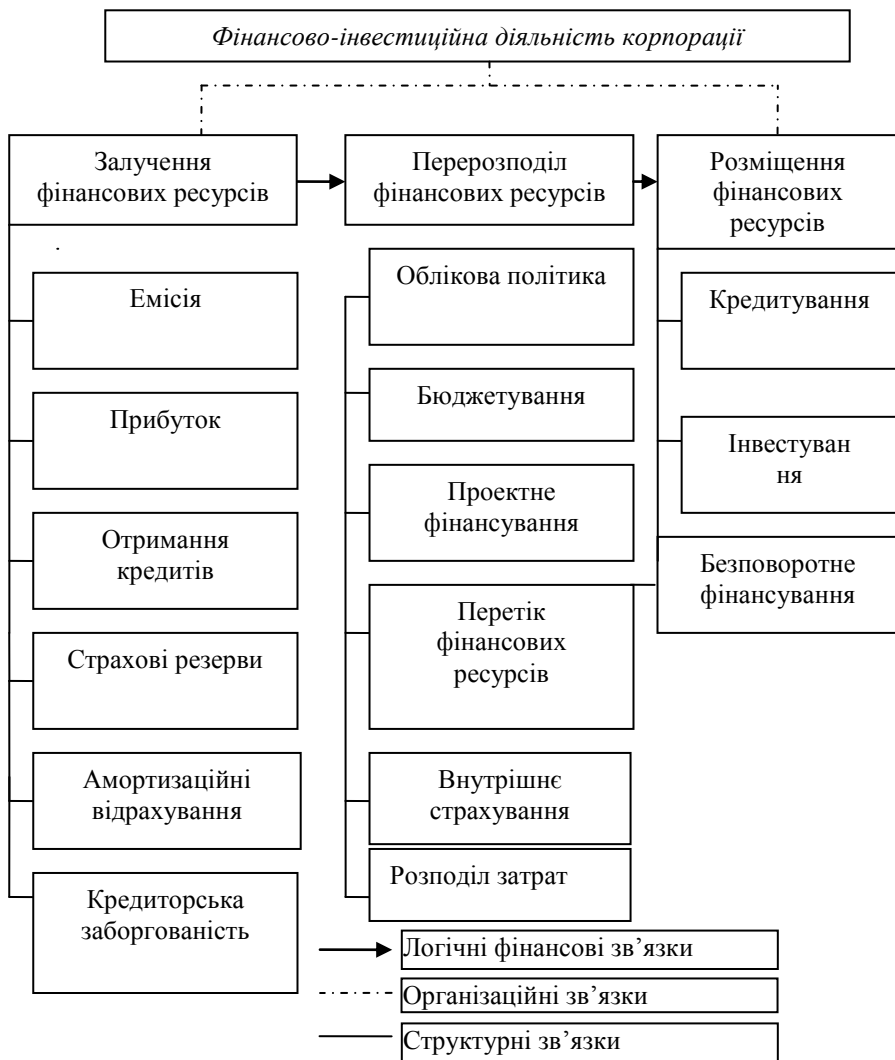 Фінансово-інвестиційна діяльність корпорації
Залучення
фінансових ресурсів
Перерозподіл
фінансових ресурсів
Розміщення
фінансових
ресурсів
Емісія
Прибуток
Отримання
кредитів
Страхові резерви
Амортизаційні
відрахування
Кредиторська
заборгованість
Облікова політика
Бюджетування
Проектне
фінансування
Перетік
фінансових
ресурсів
Внутрішнє
страхування
Розподіл затрат
Кредитування
Інвестуван
ня
Безповоротне
фінансування
Логічні фінансові зв’язки
Організаційні зв’язки
Структурні зв’язки